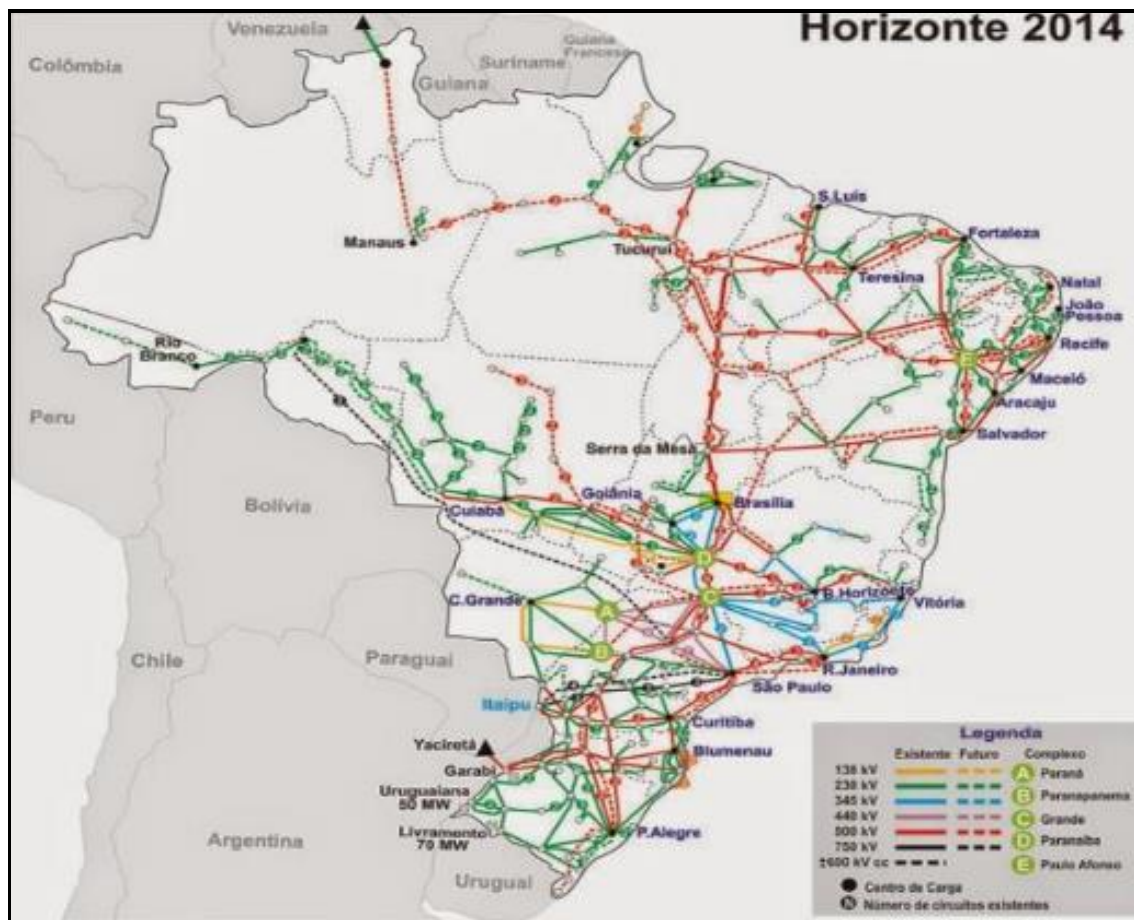 Horizonte 2014
Venezuela
Guiana
Francesa
Colômbia
Suriname
Guiana
S.Luis
Manaus
Fortaleza
Tucuruí
Teresina
Natal
João
Pessoa
Rio
Branco
Racife
Maceió
Peru
Aracaju
Salvador
Serra da Mesa
Goiânia
Brasília
Bolívia
Cuiabá
D
E
C.Grande
A
C
B.Horizonte
Vitória
B
Chile
Paraguai
R.Janeiro
São Paulo
Itaipu
Curitiba
Yaciretá
Blumenau
Garabi
Uruguaiana
50 MW
Livramento
70 MW
P.Alegre
Argentina
Uruguai
Legenda
Existente Futuro Complexo
138 kV A Paraná
230 kV B Paranapanema
345 kV C Grande
440 kV D Paranaíba
500 kV E Paulo Afonso
750 kV
±600 kV cc
Centro de Carga
N Número de circuitos existentes